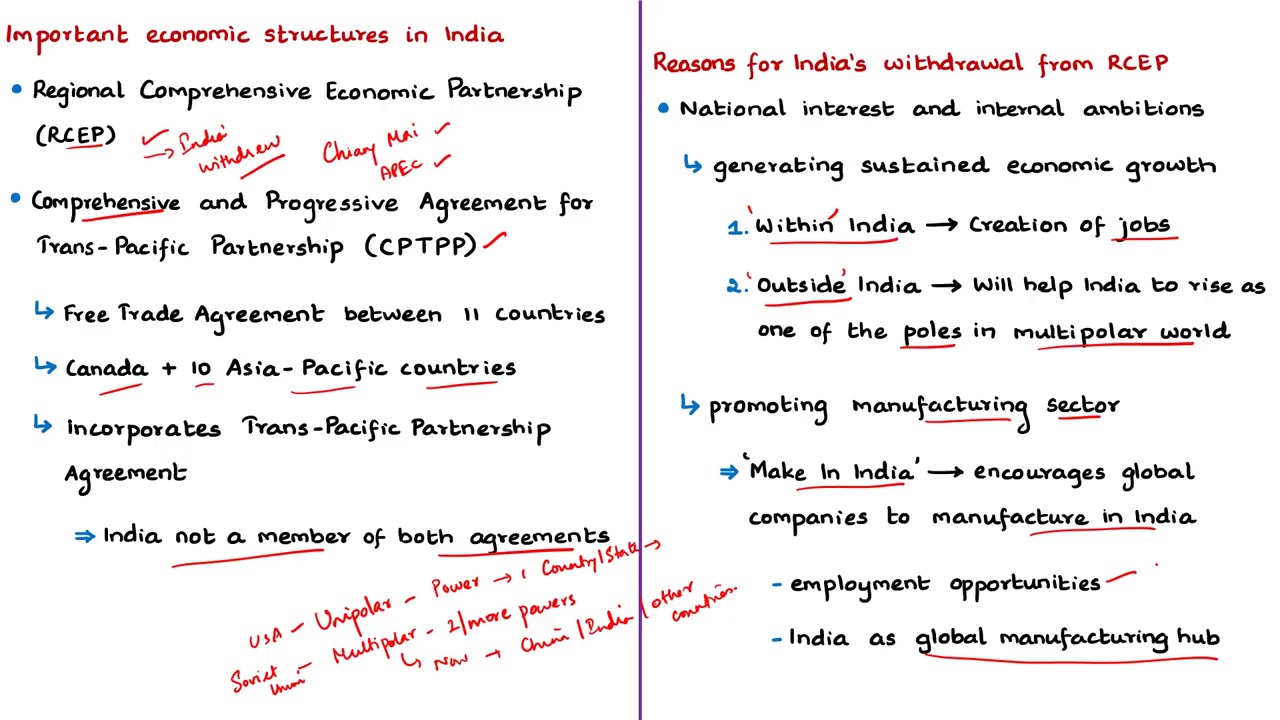 Important economic structures in India
• Regional Comprehensive Economic Partnership
(RCEP)
→ India
withdrew
Chiang Mai
APEC
• Comprehensive and Progressive Agreement for
Trans-Pacific Partnership (CPTPP)
↳ Free Trade Agreement between 11 countries
↳ Canada + 10 Asia-Pacific countries
↳ incorporates Trans-Pacific Partnership
Agreement
⇒ India not a member of both agreements
USA - Unipolar - Power → 1 Country/State →
Soviet Union - Multipolar - 2/more powers
↳ Now → China/India/other
countries.
Reasons for India's withdrawal from RCEP
• National interest and internal ambitions
↳ generating sustained economic growth
1. 'Within' India → Creation of jobs
2. 'Outside' India → Will help India to rise as
one of the poles in multipolar world
↳ promoting manufacturing sector
⇒ 'Make In India' → encourages global
companies to manufacture in India
- employment opportunities
- India as global manufacturing hub